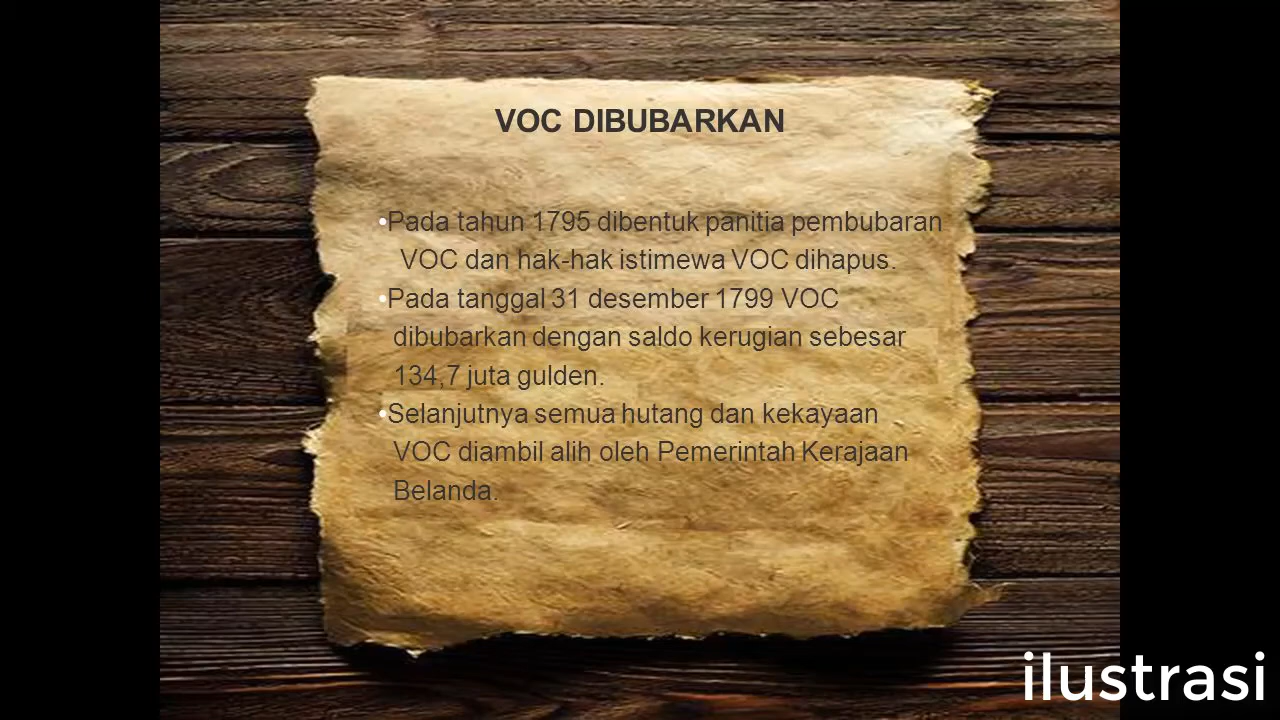 VOC DIBUBARKAN
•Pada tahun 1795 dibentuk panitia pembubaran
VOC dan hak-hak istimewa VOC dihapus.
•Pada tanggal 31 desember 1799 VOC
dibubarkan dengan saldo kerugian sebesar
134,7 juta gulden.
•Selanjutnya semua hutang dan kekayaan
VOC diambil alih oleh Pemerintah Kerajaan
Belanda.
ilustrasi